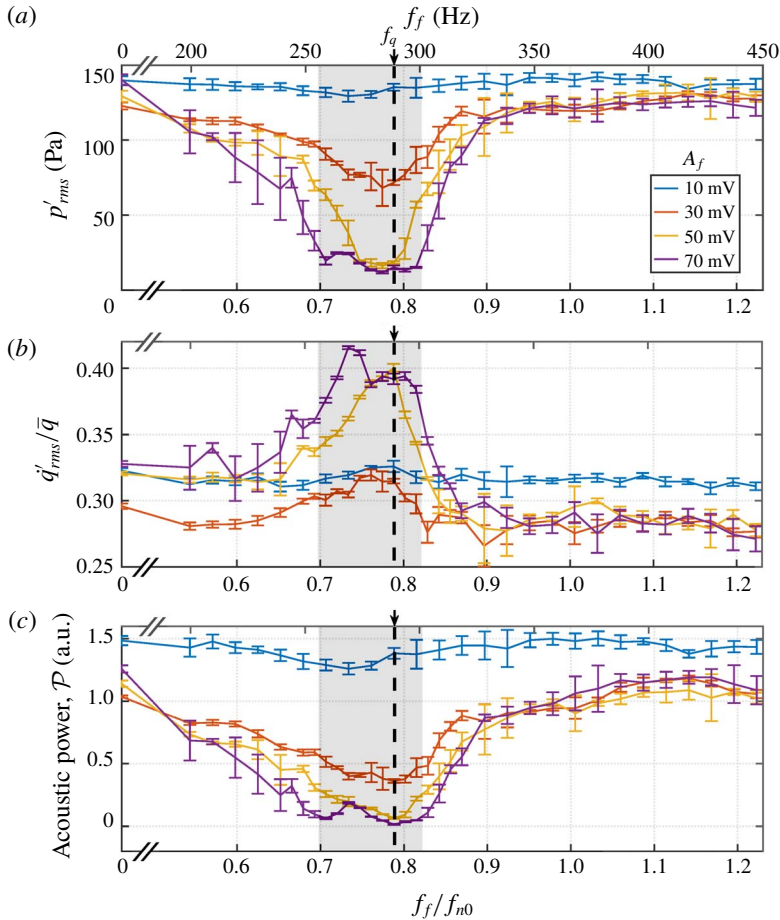 (a)
f_f (Hz)
0 200 250 f_q 300 350 400 450
150
100
50
0
p′_rms (Pa)
A_f
10 mV
30 mV
50 mV
70 mV
0 0.6 0.7 0.8 0.9 1.0 1.1 1.2
(b)
0.40
0.35
0.30
0.25
q′_rms/q̅
0 0.6 0.7 0.8 0.9 1.0 1.1 1.2
(c)
1.5
1.0
0.5
0
Acoustic power, 𝒫 (a.u.)
0 0.6 0.7 0.8 0.9 1.0 1.1 1.2
f_f/f_n0